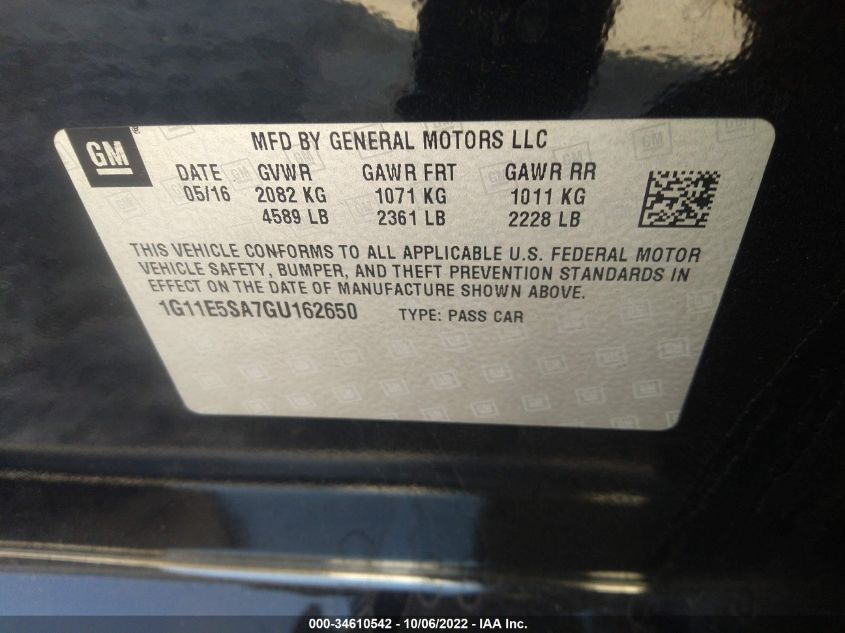 GM
MFD BY GENERAL MOTORS LLC
DATE GVWR GAWR FRT GAWR RR
05/16 2082 KG 1071 KG 1011 KG
4589 LB 2361 LB 2228 LB
THIS VEHICLE CONFORMS TO ALL APPLICABLE U.S. FEDERAL MOTOR
VEHICLE SAFETY, BUMPER, AND THEFT PREVENTION STANDARDS IN
EFFECT ON THE DATE OF MANUFACTURE SHOWN ABOVE.
1G11E5SA7GU162650 TYPE: PASS CAR
000-34610542 - 10/06/2022 - IAA Inc.